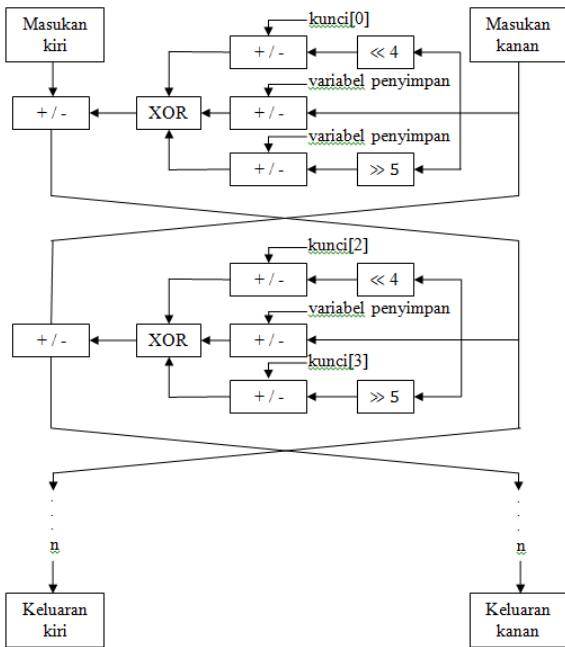 Masukan
kiri
kunci[0]
+ / -
≪ 4
Masukan
kanan
variabel penyimpan
+ / -
XOR
+ / -
variabel penyimpan
+ / -
≫ 5
kunci[2]
+ / -
≪ 4
variabel penyimpan
+ / -
XOR
+ / -
kunci[3]
+ / -
≫ 5
n
n
Keluaran
kiri
Keluaran
kanan